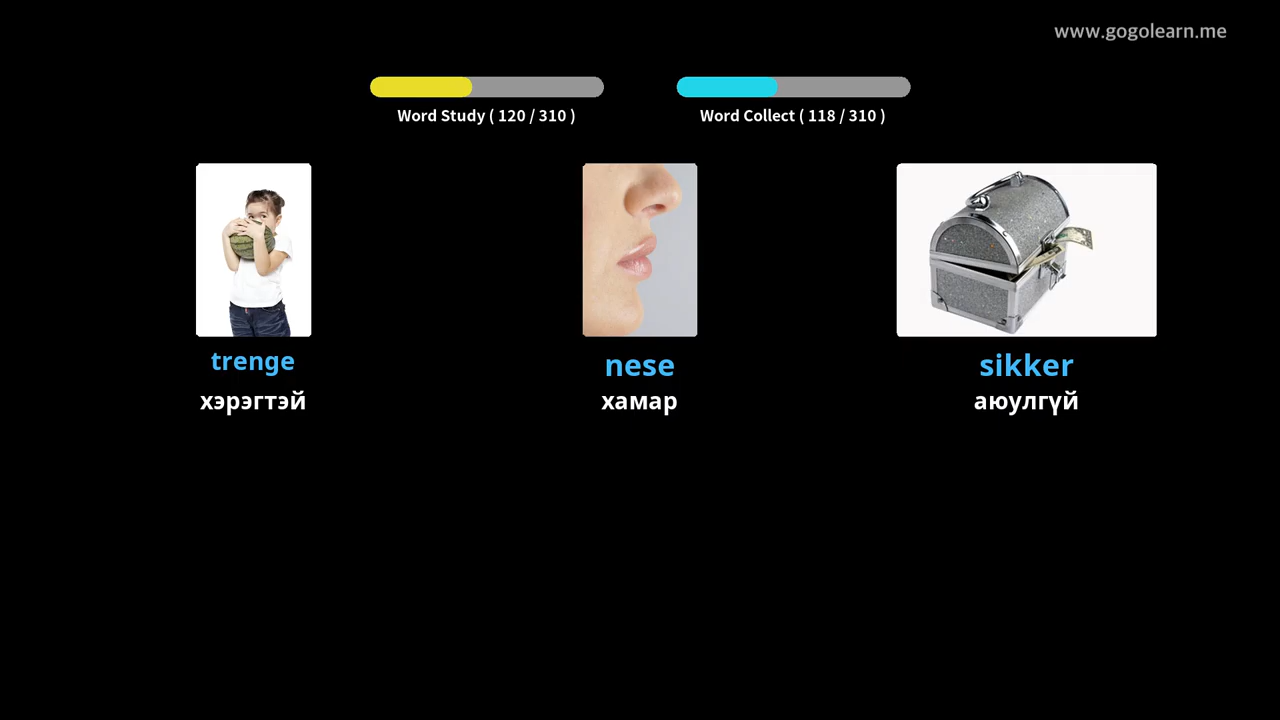 www.gogolearn.me
Word Study ( 120 / 310 )
Word Collect ( 118 / 310 )
trenge
хэрэгтэй
nese
хамар
sikker
аюулгүй